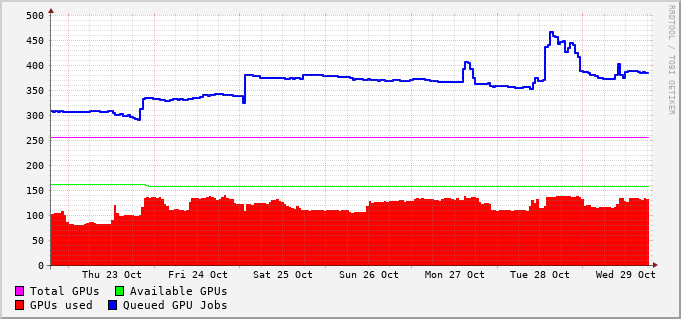 500
450
400
350
300
250
200
150
100
50
0
Thu 23 Oct Fri 24 Oct Sat 25 Oct Sun 26 Oct Mon 27 Oct Tue 28 Oct Wed 29 Oct
Total GPUs Available GPUs
GPUs used Queued GPU Jobs
RRDTOOL / TOBI OETIKER